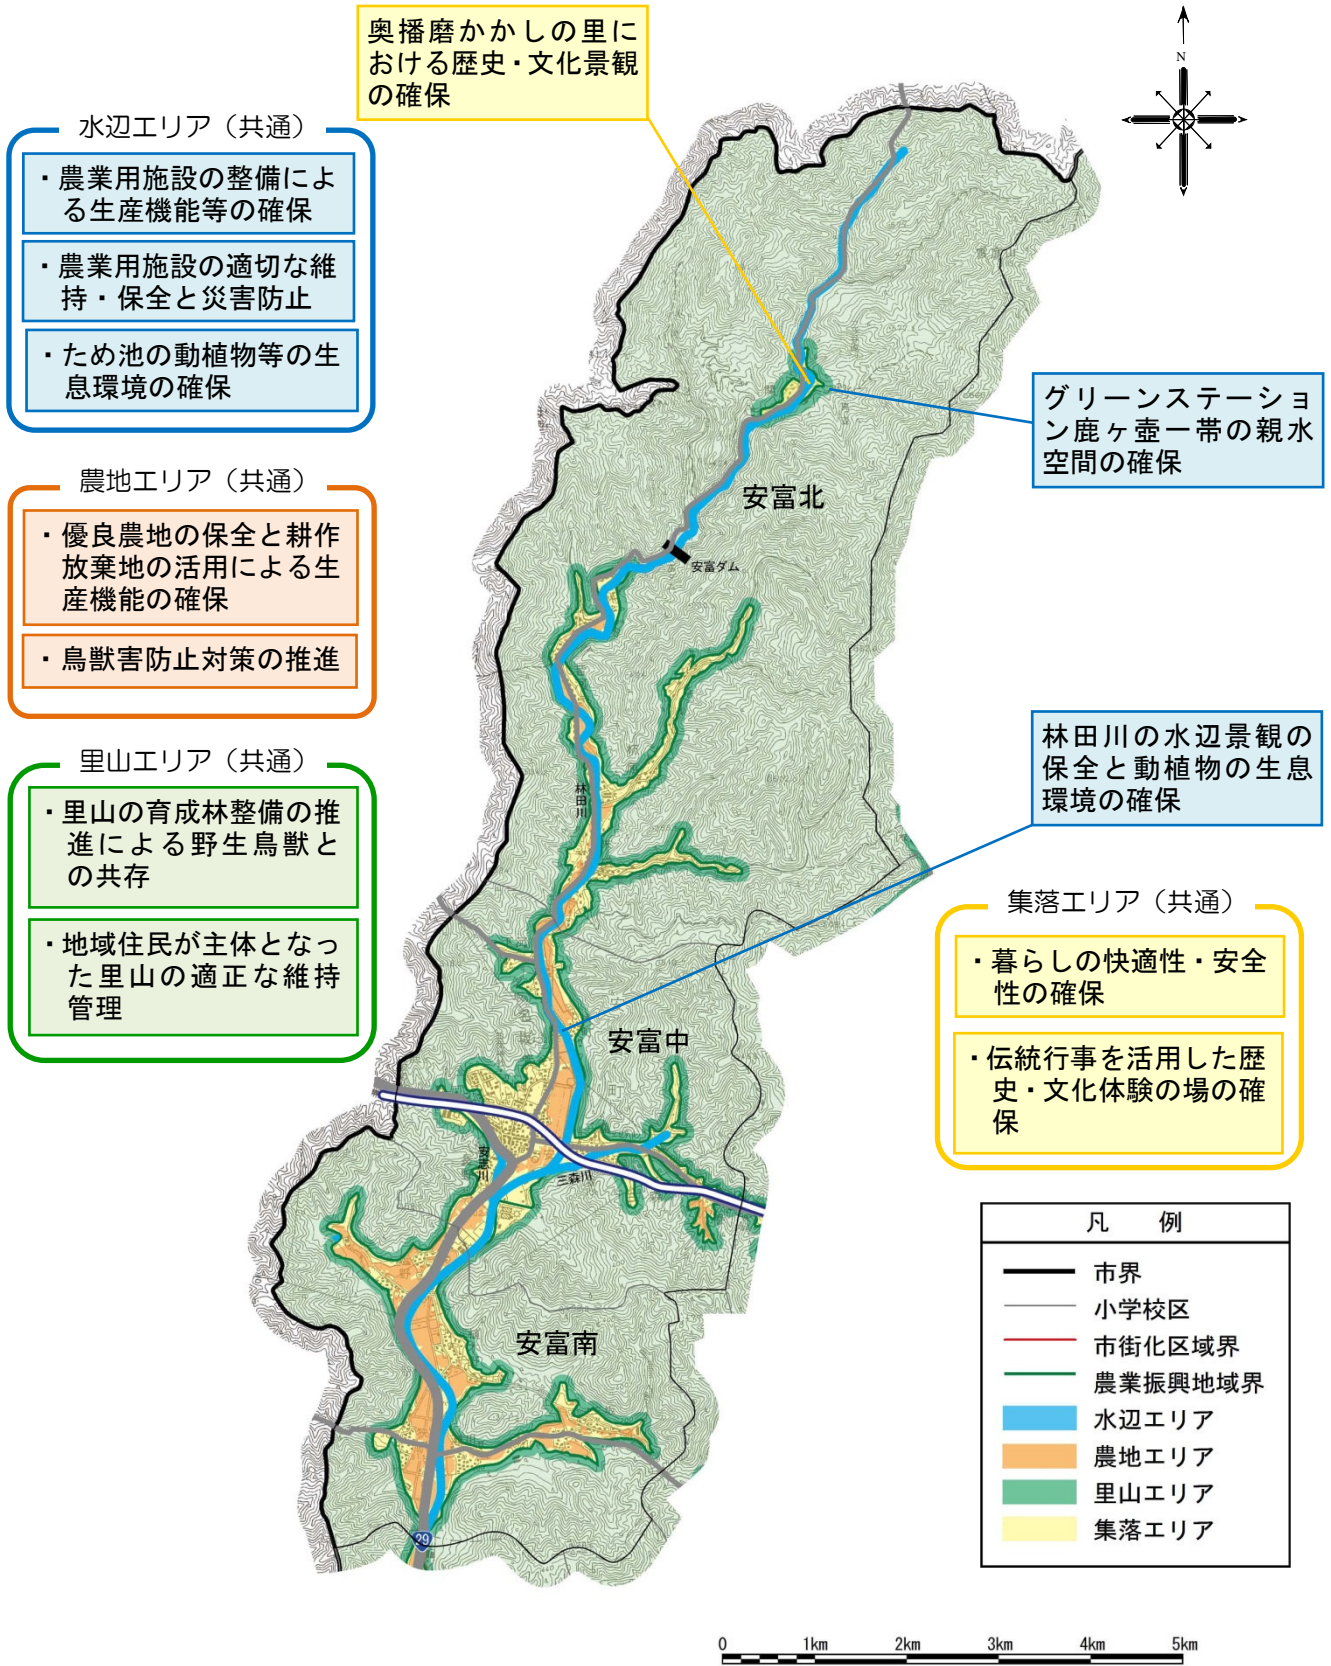 奥播磨かかしの里に
おける歴史・文化景観
の確保
N
水辺エリア（共通）
・農業用施設の整備によ
る生産機能等の確保
・農業用施設の適切な維
持・保全と災害防止
・ため池の動植物等の生
息環境の確保
農地エリア（共通）
・優良農地の保全と耕作
放棄地の活用による生
産機能の確保
・鳥獣害防止対策の推進
里山エリア（共通）
・里山の育成林整備の推
進による野生鳥獣と
の共存
・地域住民が主体となっ
た里山の適正な維持
管理
グリーンステーショ
ン鹿ヶ壺一帯の親水
空間の確保
安富北
安富ダム
林田川
林田川の水辺景観の
保全と動植物の生息
環境の確保
安富中
三森川
安富南
29
集落エリア（共通）
・暮らしの快適性・安全
性の確保
・伝統行事を活用した歴
史・文化体験の場の確
保
凡　例
市界
小学校区
市街化区域界
農業振興地域界
水辺エリア
農地エリア
里山エリア
集落エリア
0 1km 2km 3km 4km 5km